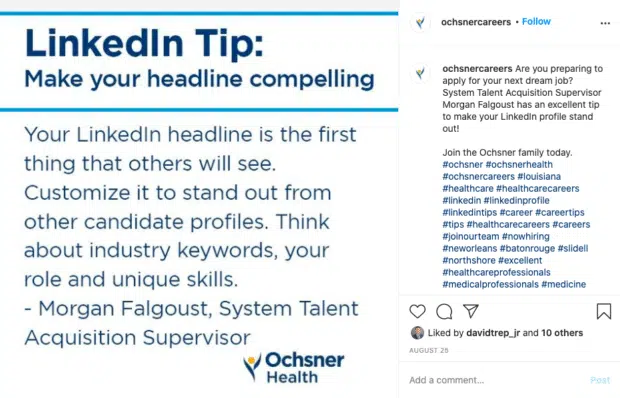 LinkedIn Tip:
Make your headline compelling
Your LinkedIn headline is the first
thing that others will see.
Customize it to stand out from
other candidate profiles. Think
about industry keywords, your
role and unique skills.
- Morgan Falgoust, System Talent
Acquisition Supervisor
Ochsner
Health
ochsnercareers • Follow
ochsnercareers Are you preparing to
apply for your next dream job?
System Talent Acquisition Supervisor
Morgan Falgoust has an excellent tip
to make your LinkedIn profile stand
out!
Join the Ochsner family today.
#ochsner #ochsnerhealth
#ochsnercareers #louisiana
#healthcare #healthcarecareers
#linkedin #linkedinprofile
#linkedintips #career #careertips
#tips #healthcarecareers #careers
#joinourteam #nowhiring
#neworleans #batonrouge #slidell
#northshore #excellent
#healthcareprofessionals
#medicalprofessionals #medicine
Liked by davidtrep_jr and 10 others
AUGUST 25
Add a comment...
Post